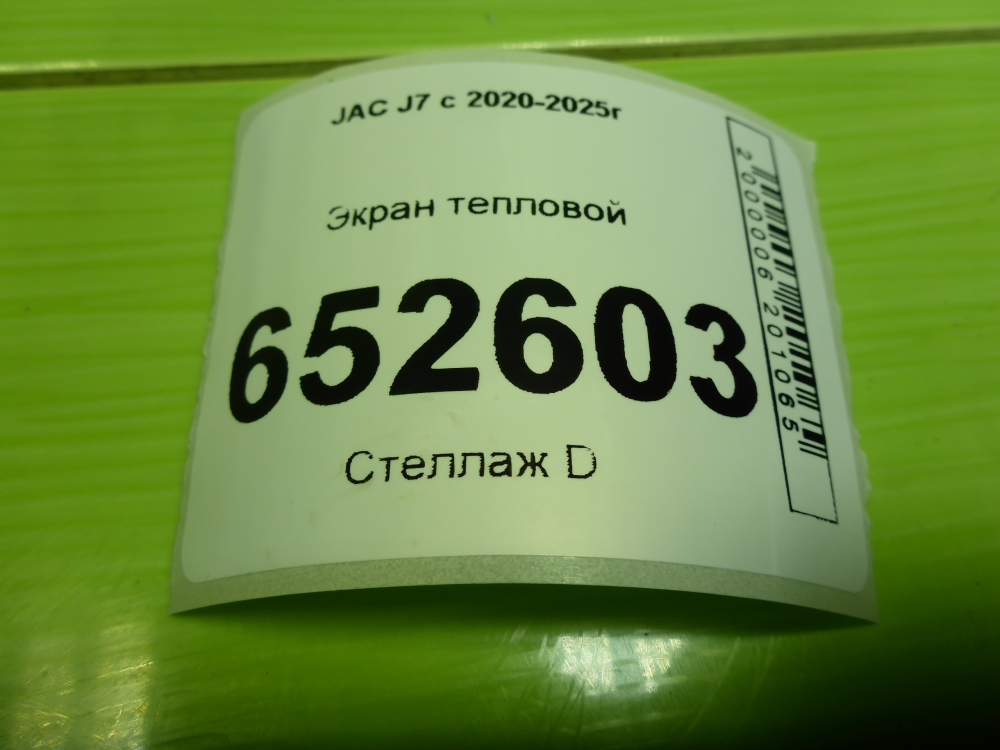 JAC J7 с 2020-2025г
Экран тепловой
652603
Стеллаж D
2000006201065